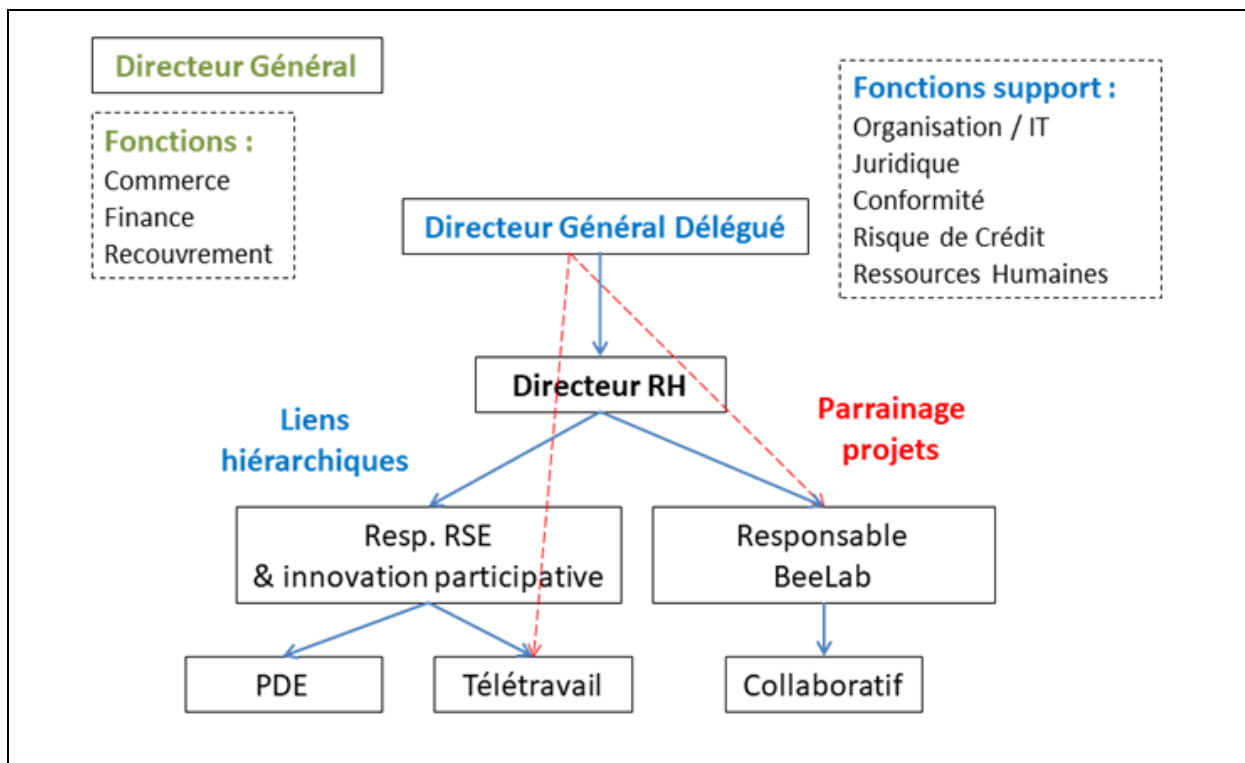 Directeur Général
Fonctions :
Commerce
Finance
Recouvrement
Fonctions support :
Organisation / IT
Juridique
Conformité
Risque de Crédit
Ressources Humaines
Directeur Général Délégué
Directeur RH
Liens
hiérarchiques
Parrainage
projets
Resp. RSE
& innovation participative
Responsable
BeeLab
PDE
Télétravail
Collaboratif